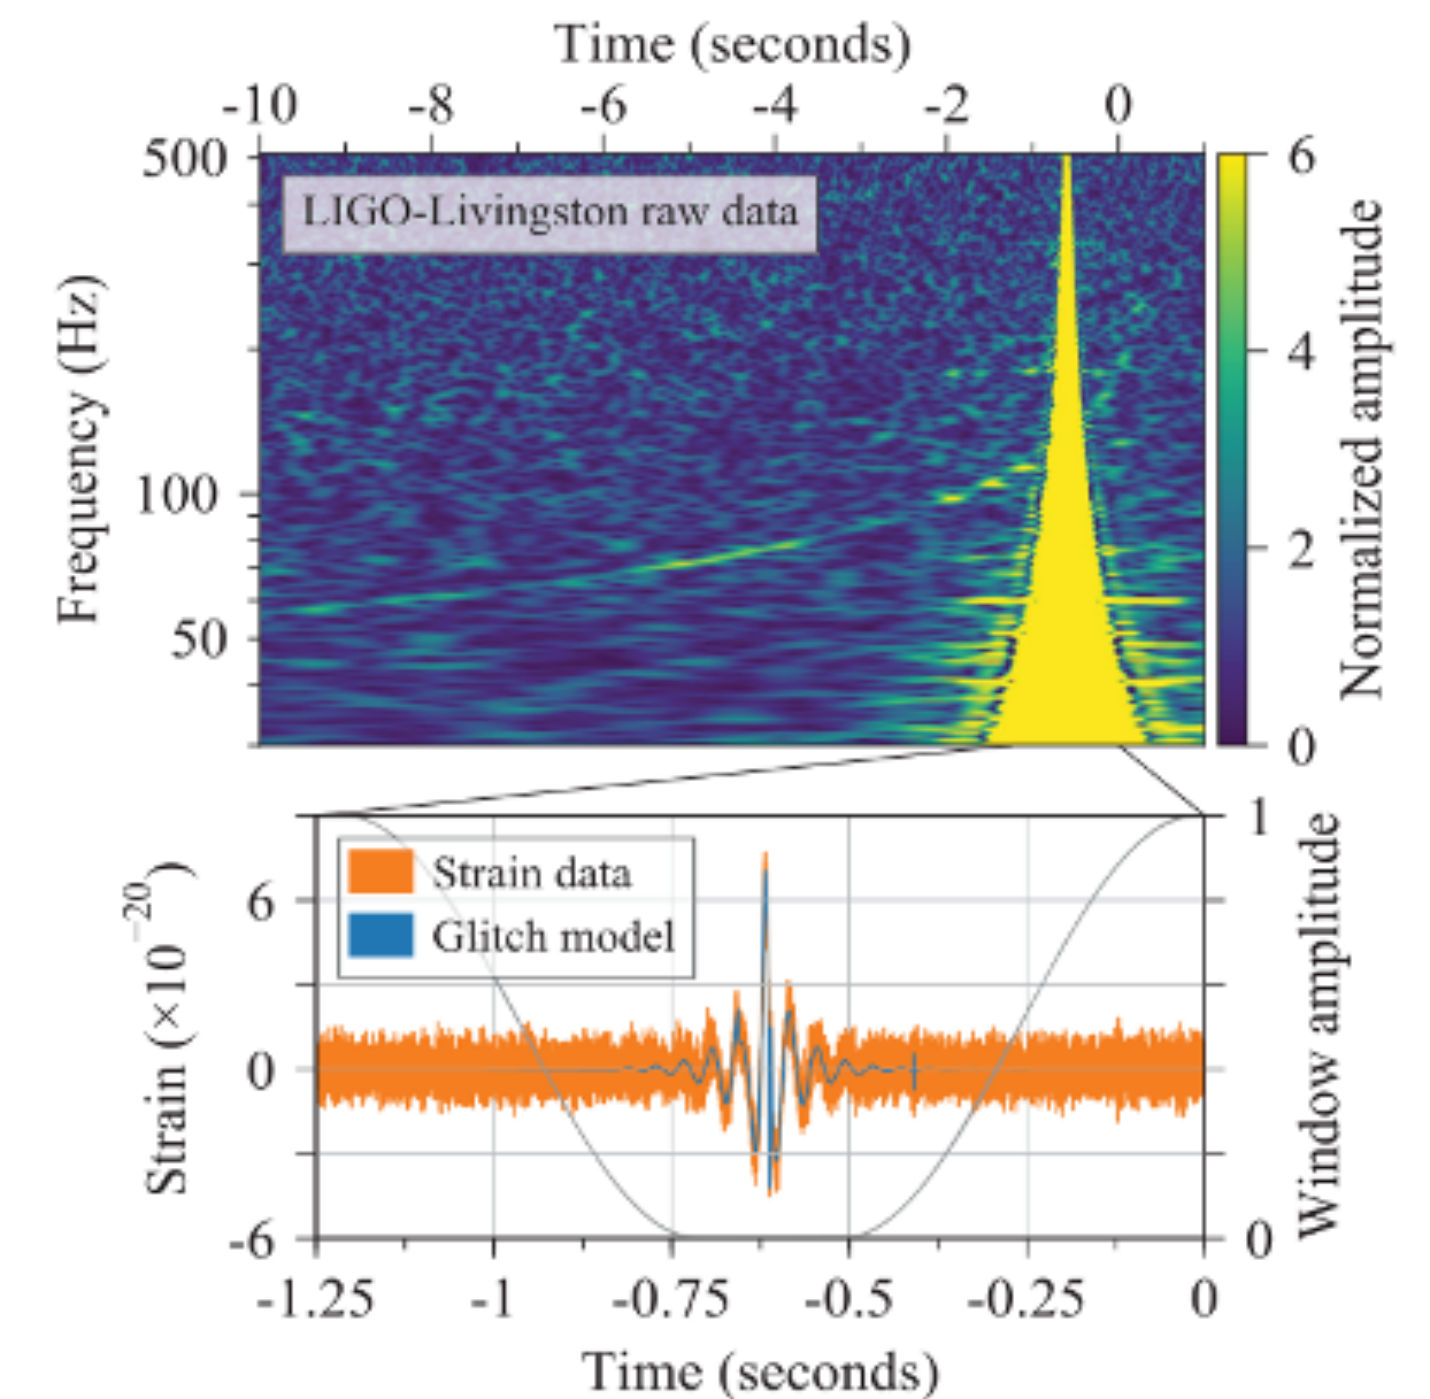 Time (seconds)
-10 -8 -6 -4 -2 0
500
100
50
Frequency (Hz)
LIGO-Livingston raw data
6
4
2
0
Normalized amplitude
Strain data
Glitch model
6
0
-6
Strain (×10⁻²⁰)
1
0
Window amplitude
-1.25 -1 -0.75 -0.5 -0.25 0
Time (seconds)